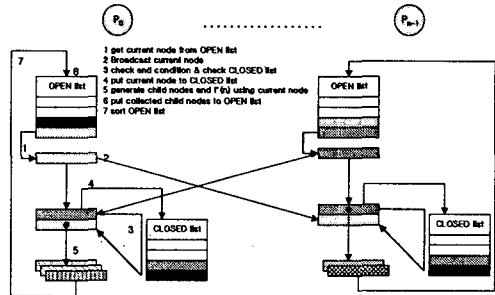 P0
P n-1
1 get current node from OPEN list
2 Broadcast current node
3 check end condition & check CLOSED list
4 put current node to CLOSED list
5 generate child nodes and f'(n) using current node
6 put collected child nodes to OPEN list
7 sort OPEN list
7
6
OPEN list
1
2
4
3
CLOSED list
5
OPEN list
CLOSED list